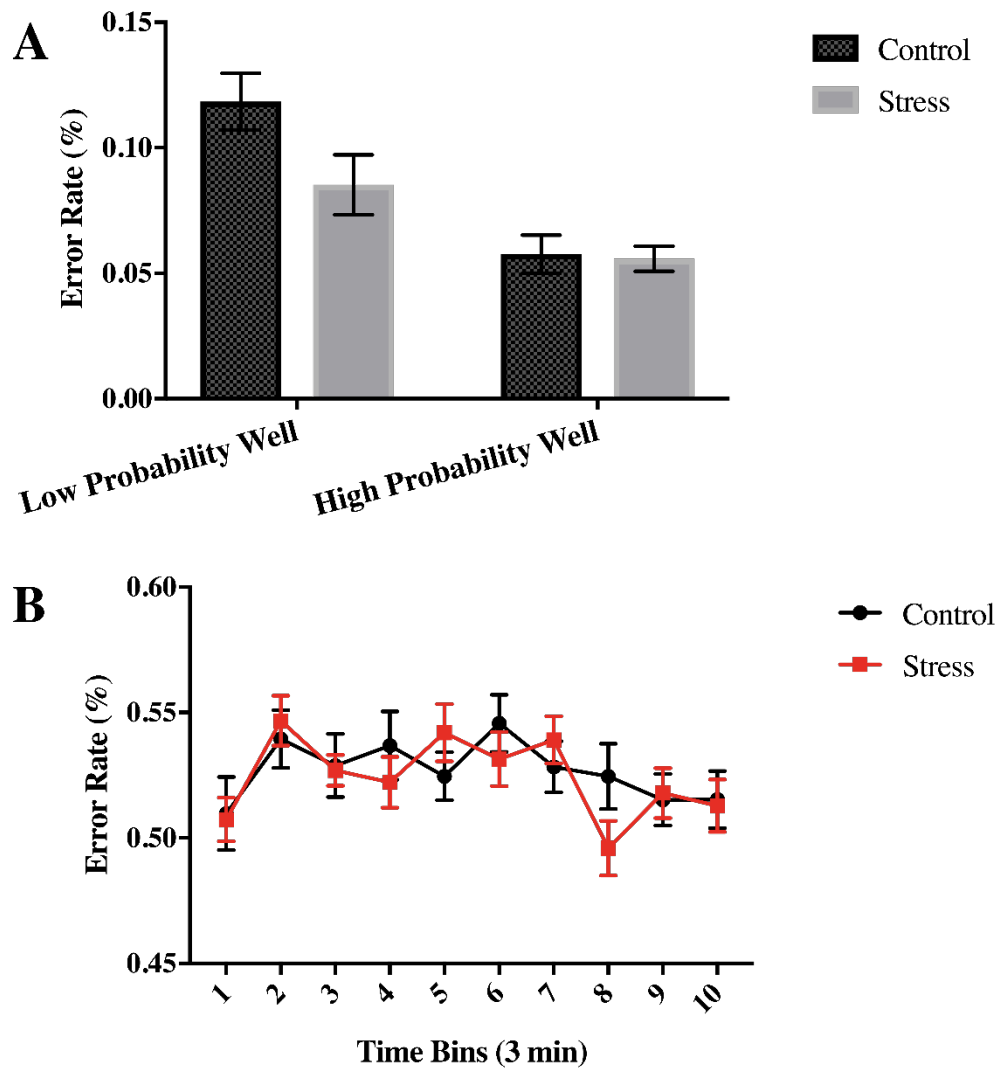 A
0.15
0.10
0.05
0.00
Error Rate (%)
Low Probability Well
High Probability Well
Control
Stress
B
0.60
0.55
0.50
0.45
Error Rate (%)
1 2 3 4 5 6 7 8 9 10
Time Bins (3 min)
Control
Stress